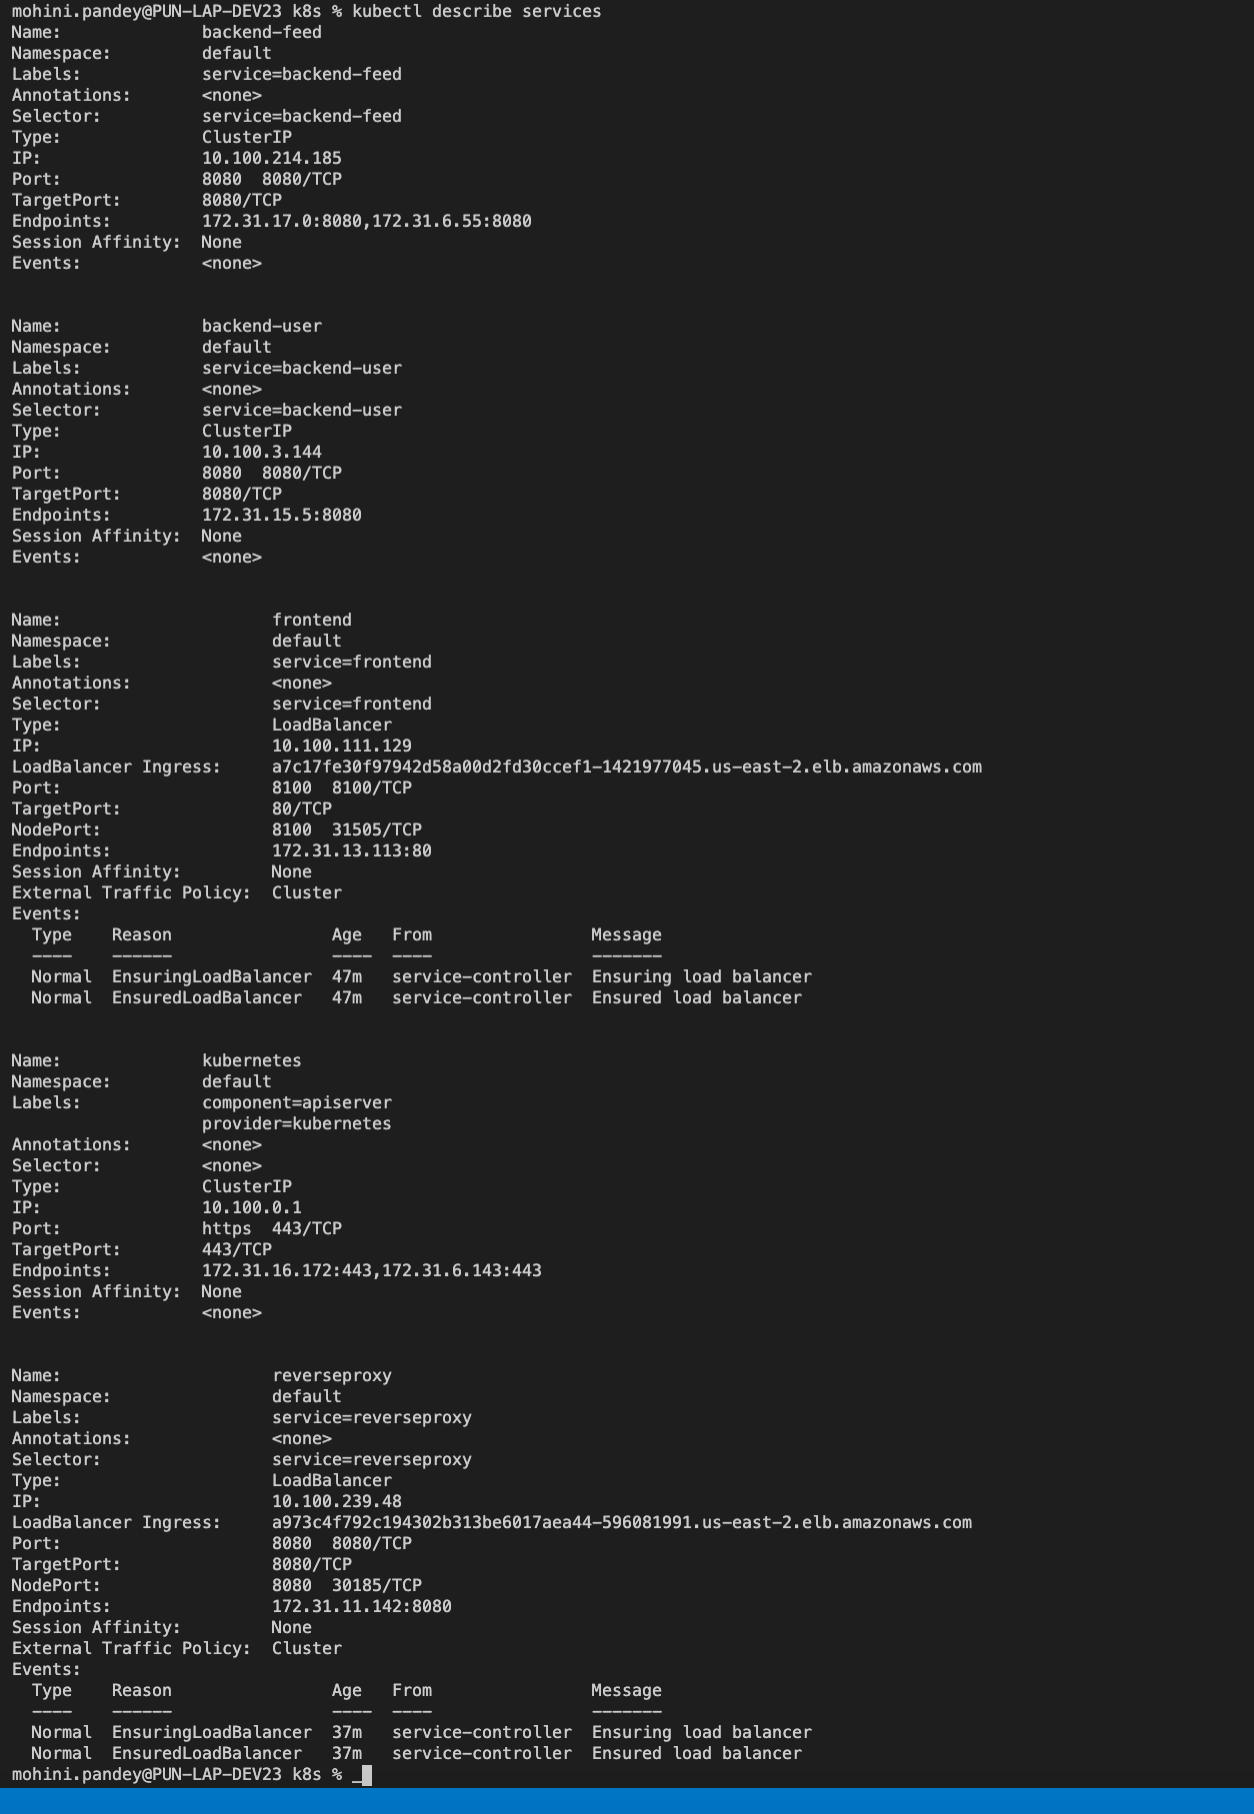 mohini.pandey@PUN-LAP-DEV23 k8s % kubectl describe services
Name:              backend-feed
Namespace:         default
Labels:            service=backend-feed
Annotations:       <none>
Selector:          service=backend-feed
Type:              ClusterIP
IP:                10.100.214.185
Port:              8080  8080/TCP
TargetPort:        8080/TCP
Endpoints:         172.31.17.0:8080,172.31.6.55:8080
Session Affinity:  None
Events:            <none>
Name:              backend-user
Namespace:         default
Labels:            service=backend-user
Annotations:       <none>
Selector:          service=backend-user
Type:              ClusterIP
IP:                10.100.3.144
Port:              8080  8080/TCP
TargetPort:        8080/TCP
Endpoints:         172.31.15.5:8080
Session Affinity:  None
Events:            <none>
Name:                     frontend
Namespace:                default
Labels:                   service=frontend
Annotations:              <none>
Selector:                 service=frontend
Type:                     LoadBalancer
IP:                       10.100.111.129
LoadBalancer Ingress:     a7c17fe30f97942d58a00d2fd30ccef1-1421977045.us-east-2.elb.amazonaws.com
Port:                     8100  8100/TCP
TargetPort:               80/TCP
NodePort:                 8100  31505/TCP
Endpoints:                172.31.13.113:80
Session Affinity:         None
External Traffic Policy:  Cluster
Events:
  Type    Reason                Age   From                Message
  ----    ------                ----  ----                -------
  Normal  EnsuringLoadBalancer  47m   service-controller  Ensuring load balancer
  Normal  EnsuredLoadBalancer   47m   service-controller  Ensured load balancer
Name:              kubernetes
Namespace:         default
Labels:            component=apiserver
                   provider=kubernetes
Annotations:       <none>
Selector:          <none>
Type:              ClusterIP
IP:                10.100.0.1
Port:              https  443/TCP
TargetPort:        443/TCP
Endpoints:         172.31.16.172:443,172.31.6.143:443
Session Affinity:  None
Events:            <none>
Name:                     reverseproxy
Namespace:                default
Labels:                   service=reverseproxy
Annotations:              <none>
Selector:                 service=reverseproxy
Type:                     LoadBalancer
IP:                       10.100.239.48
LoadBalancer Ingress:     a973c4f792c194302b313be6017aea44-596081991.us-east-2.elb.amazonaws.com
Port:                     8080  8080/TCP
TargetPort:               8080/TCP
NodePort:                 8080  30185/TCP
Endpoints:                172.31.11.142:8080
Session Affinity:         None
External Traffic Policy:  Cluster
Events:
  Type    Reason                Age   From                Message
  ----    ------                ----  ----                -------
  Normal  EnsuringLoadBalancer  37m   service-controller  Ensuring load balancer
  Normal  EnsuredLoadBalancer   37m   service-controller  Ensured load balancer
mohini.pandey@PUN-LAP-DEV23 k8s % _